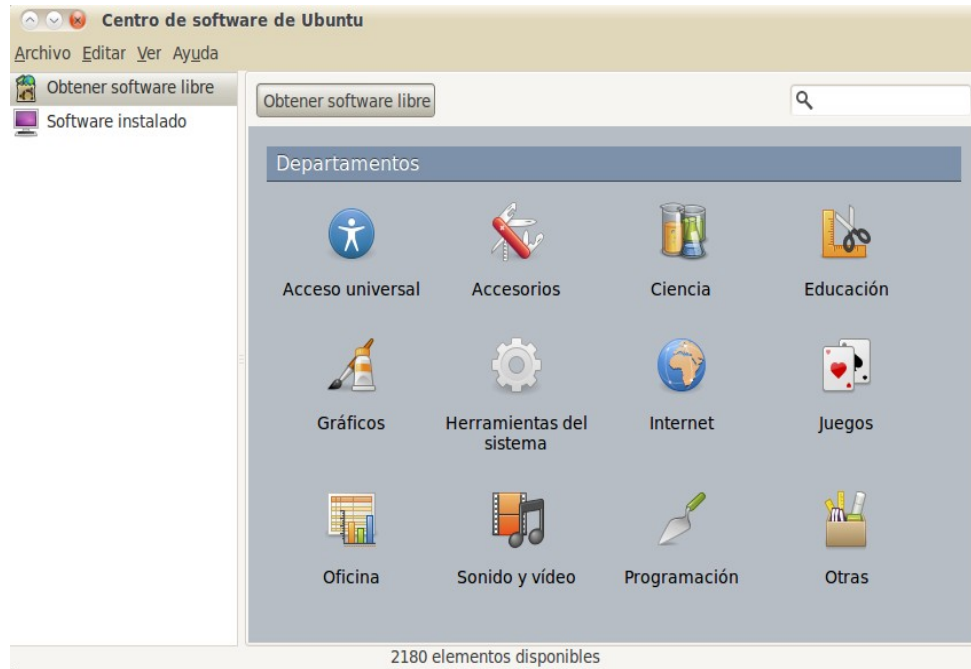 Centro de software de Ubuntu
Archivo Editar Ver Ayuda
Obtener software libre
Software instalado
Obtener software libre
Departamentos
Acceso universal
Accesorios
Ciencia
Educación
Gráficos
Herramientas del
sistema
Internet
Juegos
Oficina
Sonido y vídeo
Programación
Otras
2180 elementos disponibles